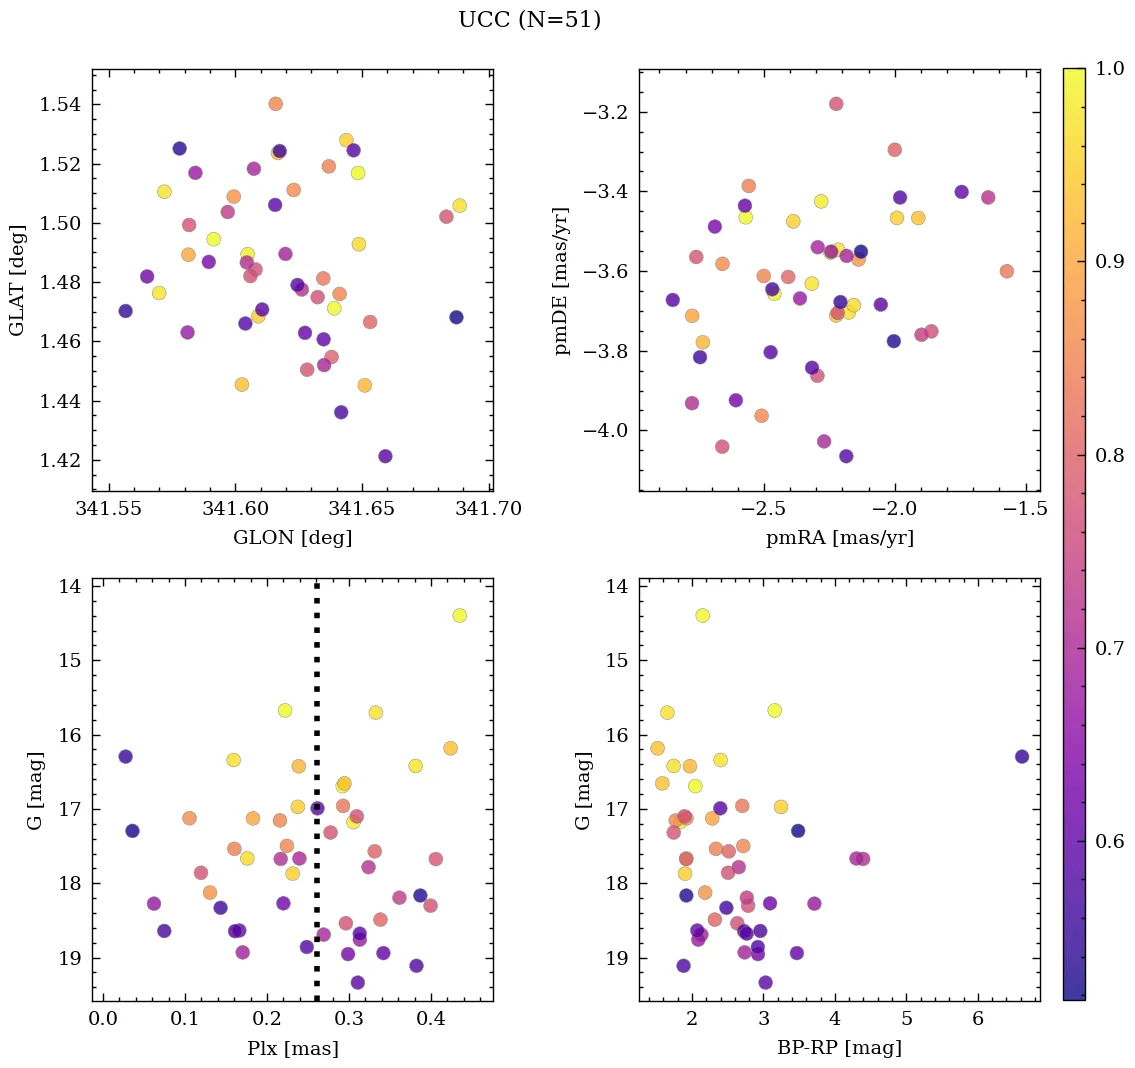 UCC (N=51)
1.54
1.52
1.50
1.48
1.46
1.44
1.42
GLAT [deg]
341.55 341.60 341.65 341.70
GLON [deg]
−3.2
−3.4
−3.6
−3.8
−4.0
pmDE [mas/yr]
−2.5 −2.0 −1.5
pmRA [mas/yr]
14
15
16
17
18
19
G [mag]
0.0 0.1 0.2 0.3 0.4
Plx [mas]
14
15
16
17
18
19
G [mag]
2 3 4 5 6
BP-RP [mag]
1.0
0.9
0.8
0.7
0.6